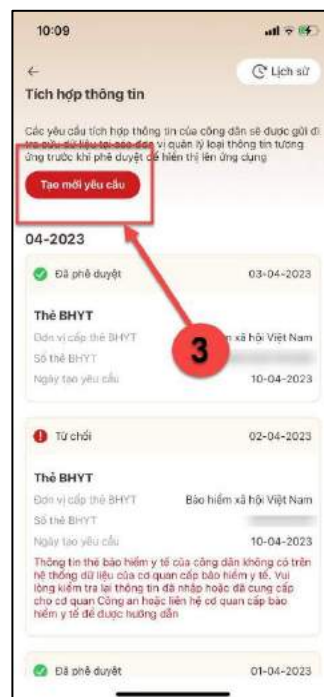 10:09
Lịch sử
Tích hợp thông tin
Các yêu cầu tích hợp thông tin của công dân sẽ được gửi đi
tra cứu dữ liệu tại các đơn vị quản lý loại thông tin tương
ứng trước khi phê duyệt để hiển thị lên ứng dụng
Tạo mới yêu cầu
04-2023
Đã phê duyệt 03-04-2023
Thẻ BHYT
Đơn vị cấp thẻ BHYT xã hội Việt Nam
Số thẻ BHYT
Ngày tạo yêu cầu 10-04-2023
3
Từ chối 02-04-2023
Thẻ BHYT
Đơn vị cấp thẻ BHYT Bảo hiểm xã hội Việt Nam
Số thẻ BHYT
Ngày tạo yêu cầu 10-04-2023
Thông tin thẻ bảo hiểm y tế của công dân không có trên
hệ thống dữ liệu của cơ quan cấp bảo hiểm y tế. Vui
lòng kiểm tra lại thông tin đã nhập hoặc đã cung cấp
cho cơ quan Công an hoặc liên hệ cơ quan cấp bảo
hiểm y tế để được hướng dẫn
Đã phê duyệt 01-04-2023